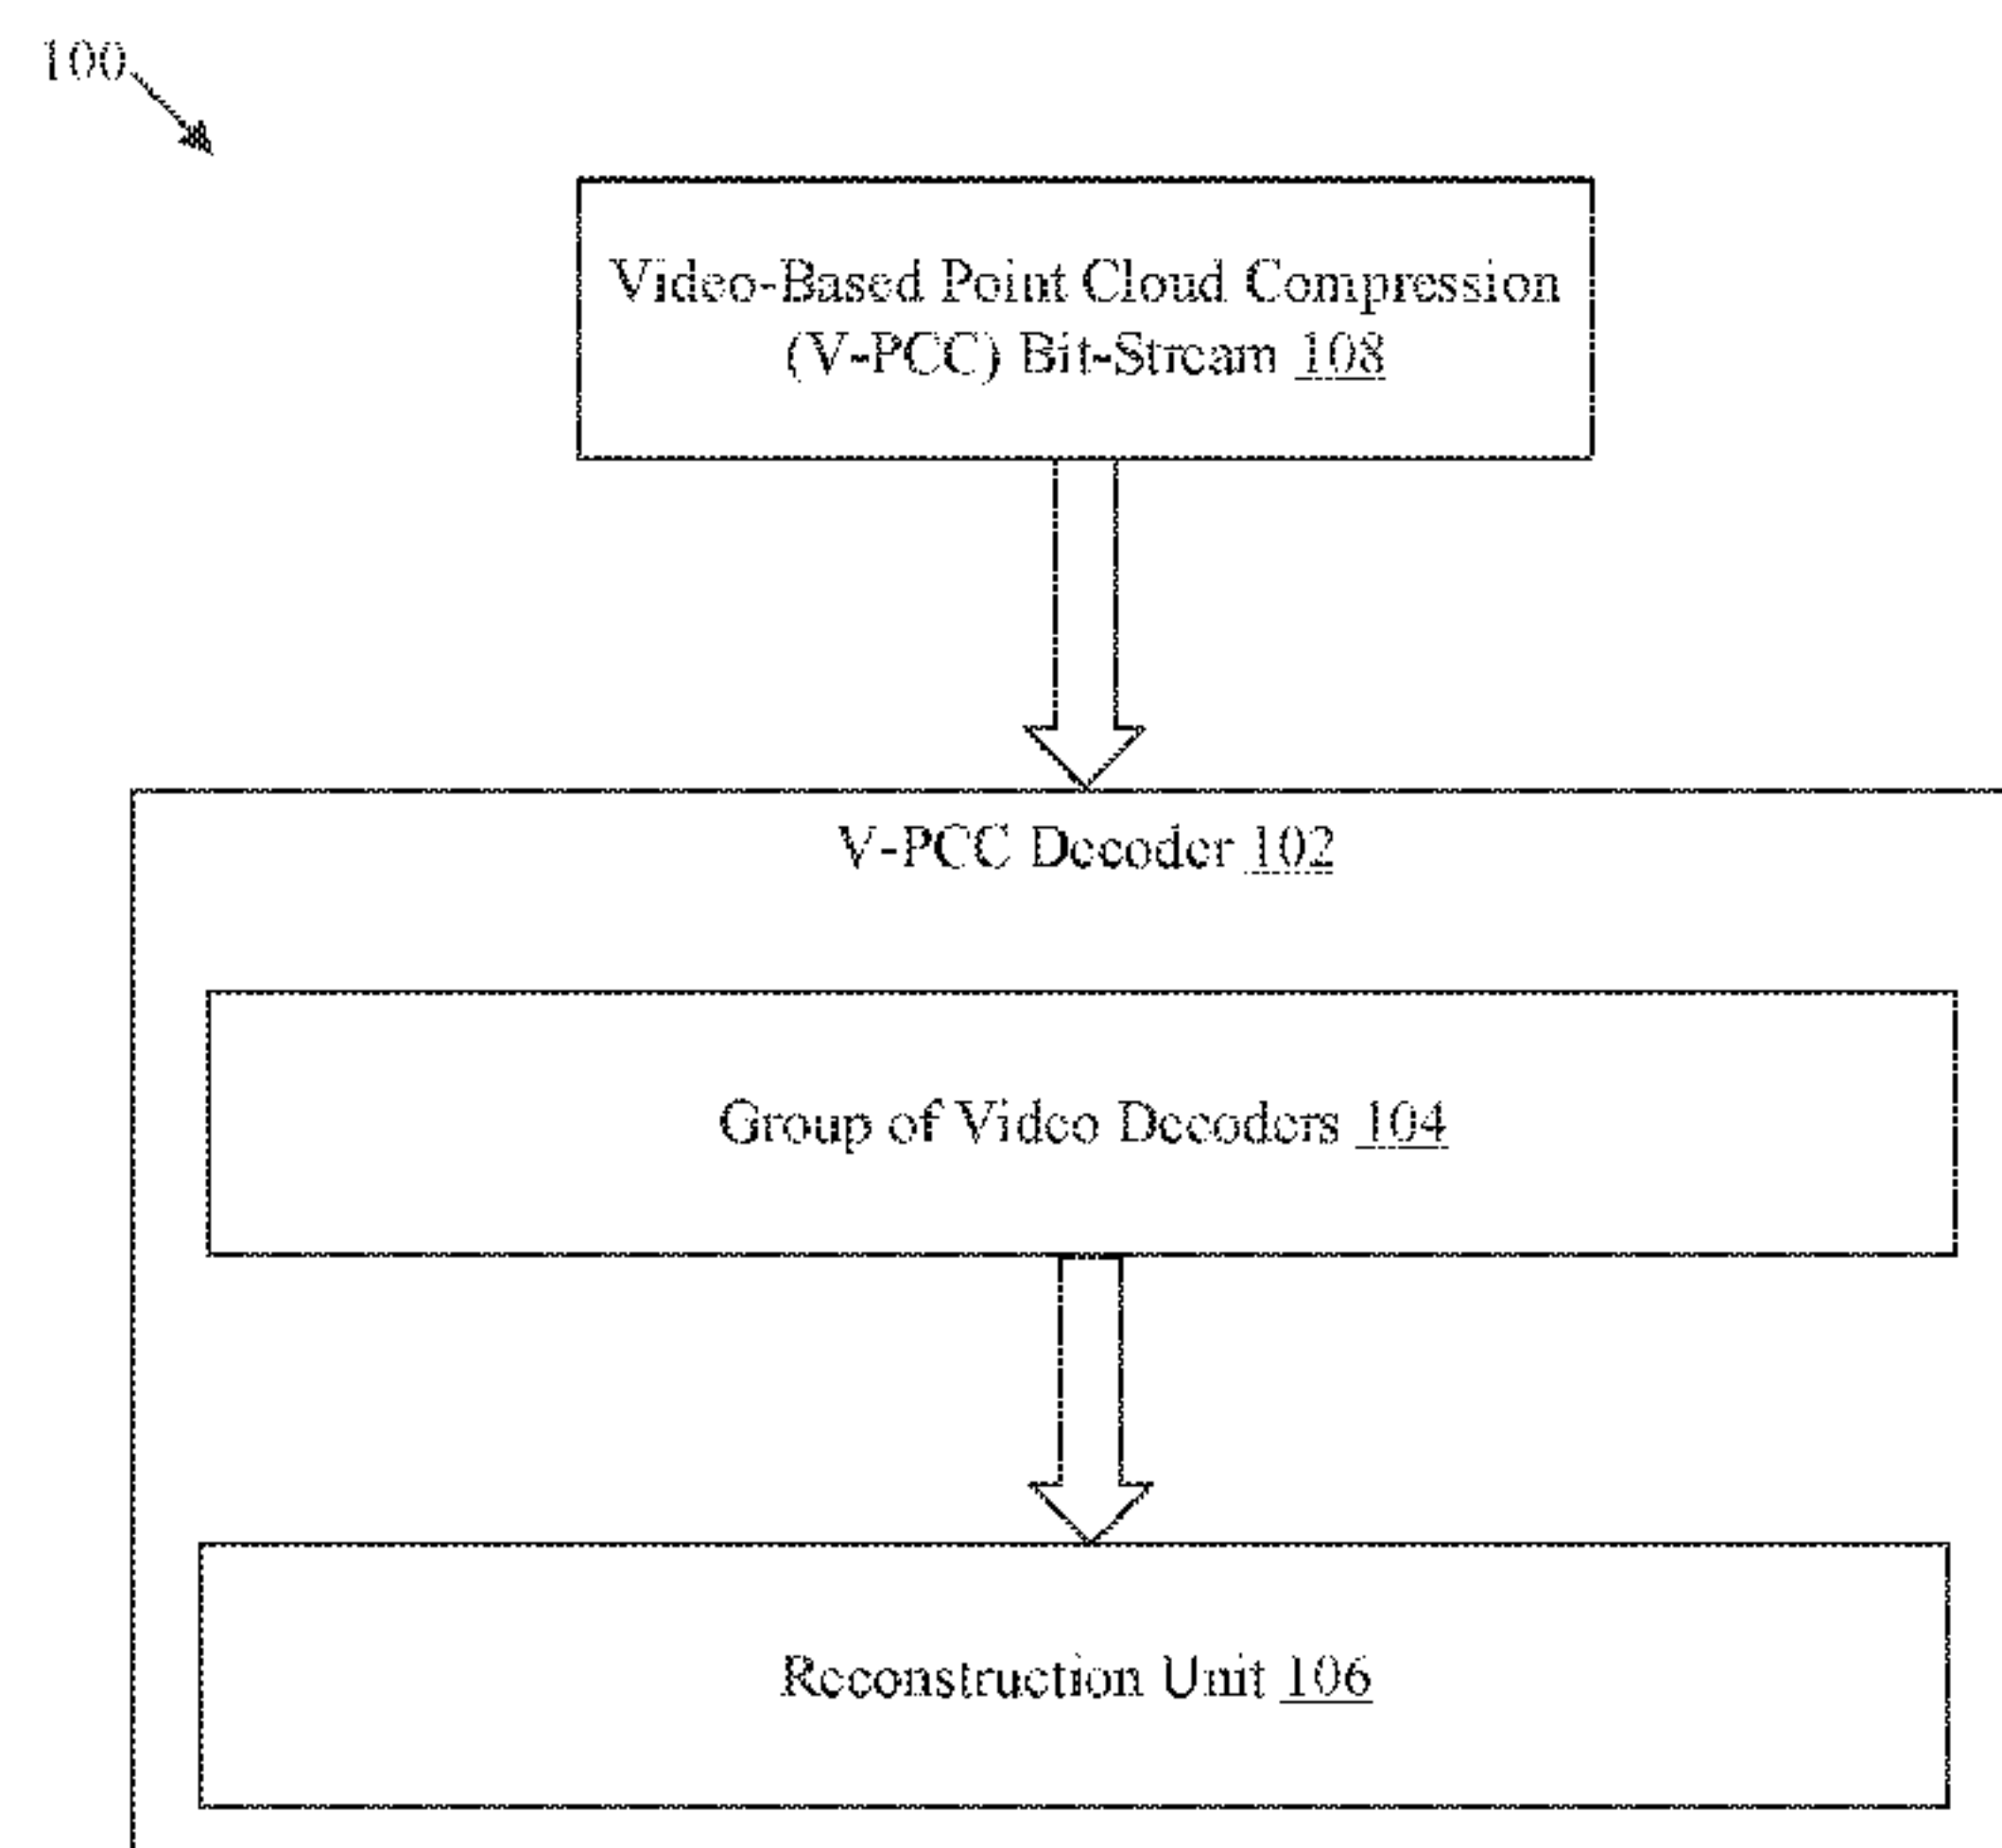 100
Video-Based Point Cloud Compression
(V-PCC) Bit-Stream 108
V-PCC Decoder 102
Group of Video Decoders 104
Reconstruction Unit 106